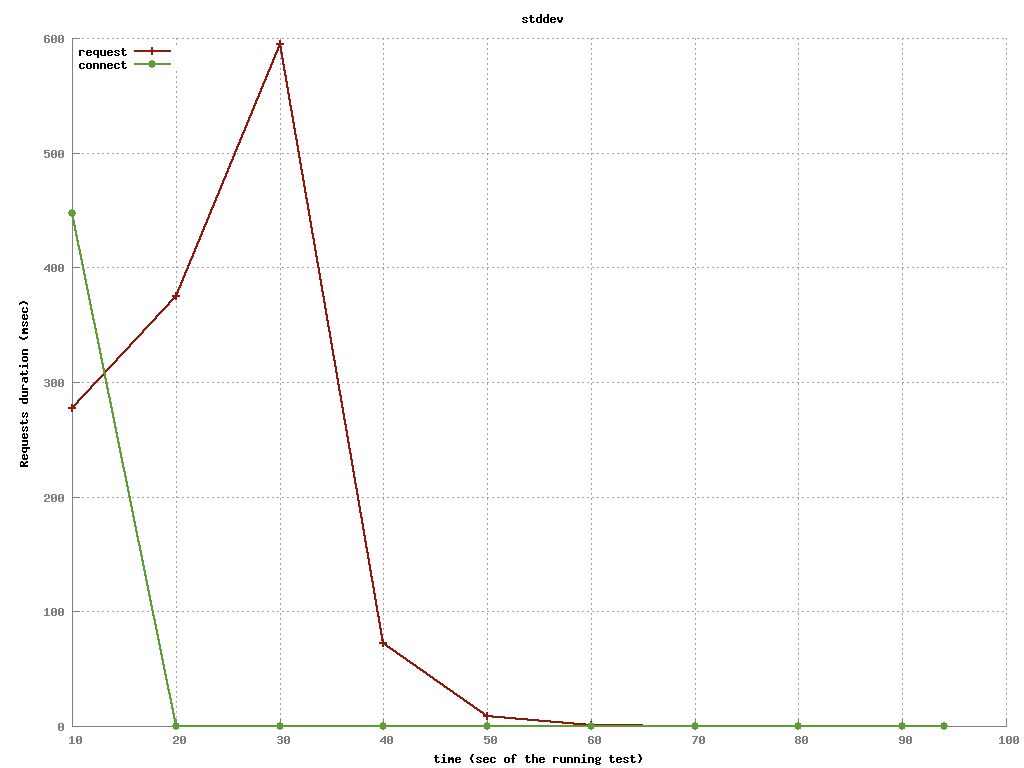 stddev
600
request
connect
500
400
300
200
100
0
Requests duration (msec)
10 20 30 40 50 60 70 80 90 100
time (sec of the running test)